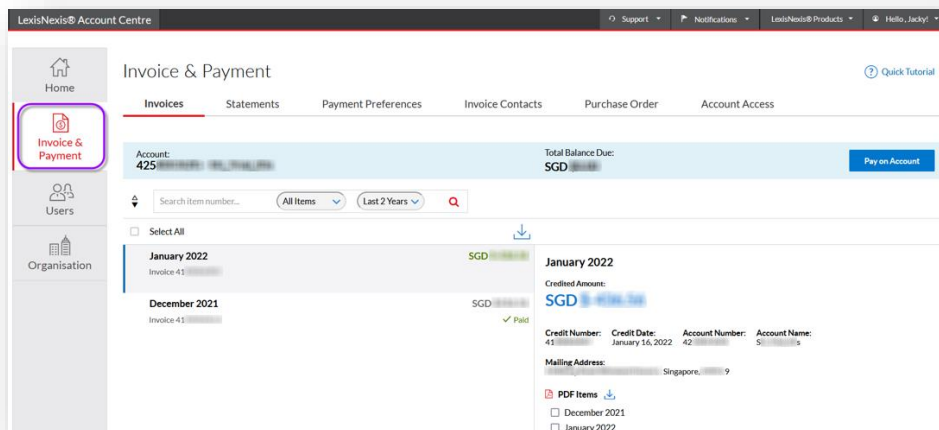 LexisNexis® Account Centre Support Notifications LexisNexis® Products Hello, Jacky!
Home
Invoice & Payment
Users
Organisation
Invoice & Payment Quick Tutorial
Invoices Statements Payment Preferences Invoice Contacts Purchase Order Account Access
Account: Total Balance Due:
425 SGD Pay on Account
Search item number... All Items Last 2 Years
Select All
January 2022 SGD
Invoice 41
December 2021 SGD
Invoice 41 Paid
January 2022
Credited Amount:
SGD
Credit Number: Credit Date: Account Number: Account Name:
41 January 16, 2022 42 S s
Mailing Address:
Singapore, 9
PDF Items
December 2021
January 2022